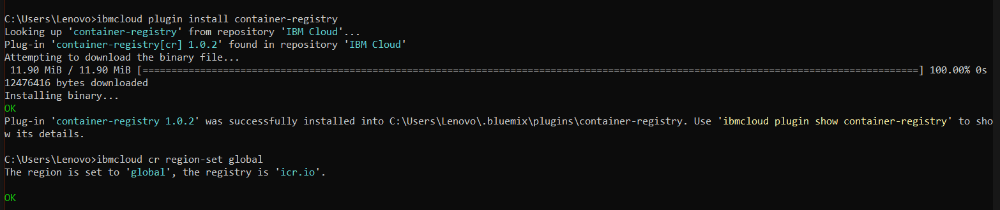 C:\Users\Lenovo>ibmcloud plugin install container-registry
Looking up 'container-registry' from repository 'IBM Cloud'...
Plug-in 'container-registry[cr] 1.0.2' found in repository 'IBM Cloud'
Attempting to download the binary file...
 11.90 MiB / 11.90 MiB [=======================================================================================================================================] 100.00% 0s
12476416 bytes downloaded
Installing binary...
OK
Plug-in 'container-registry 1.0.2' was successfully installed into C:\Users\Lenovo\.bluemix\plugins\container-registry. Use 'ibmcloud plugin show container-registry' to sho
w its details.
C:\Users\Lenovo>ibmcloud cr region-set global
The region is set to 'global', the registry is 'icr.io'.
OK